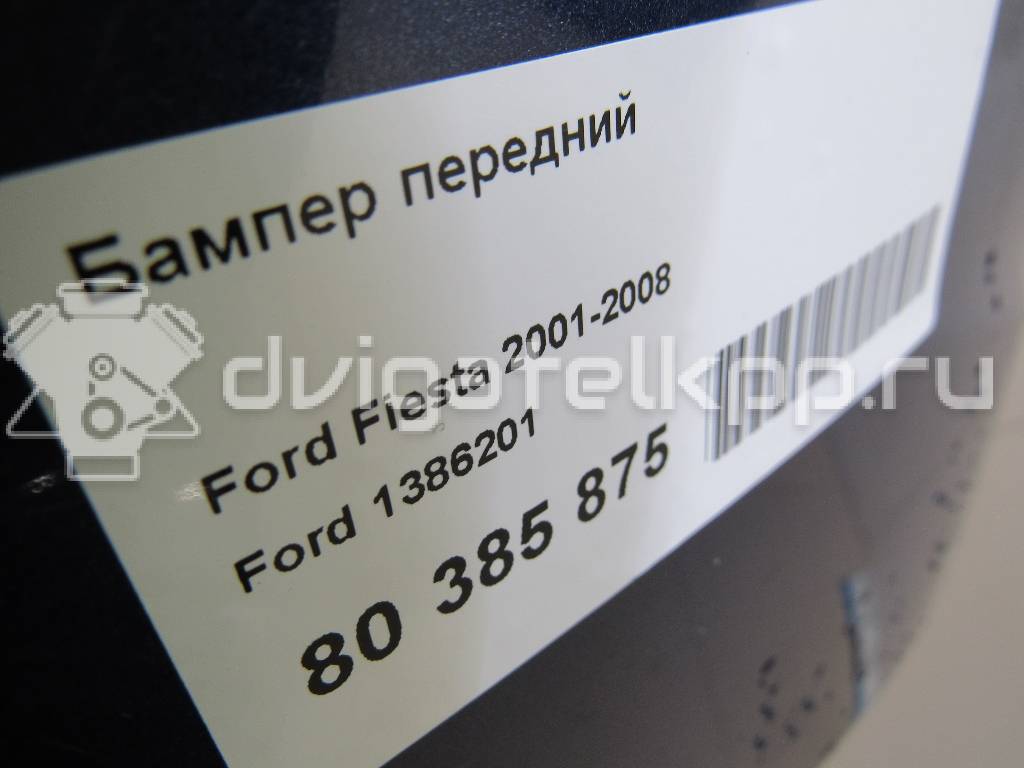 Бампер передний
Ford Fiesta 2001-2008
Ford 1386201
80 385 875
dvigatelkpp.ru